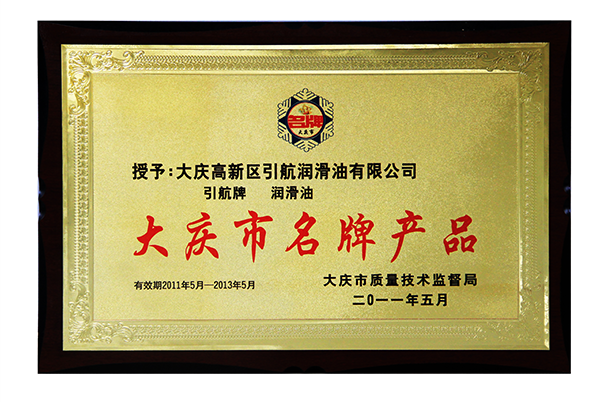 名牌
大庆市
授予：大庆高新区引航润滑油有限公司
引航牌 润滑油
大庆市名牌产品
有效期2011年5月—2013年5月
大庆市质量技术监督局
二〇一一年五月